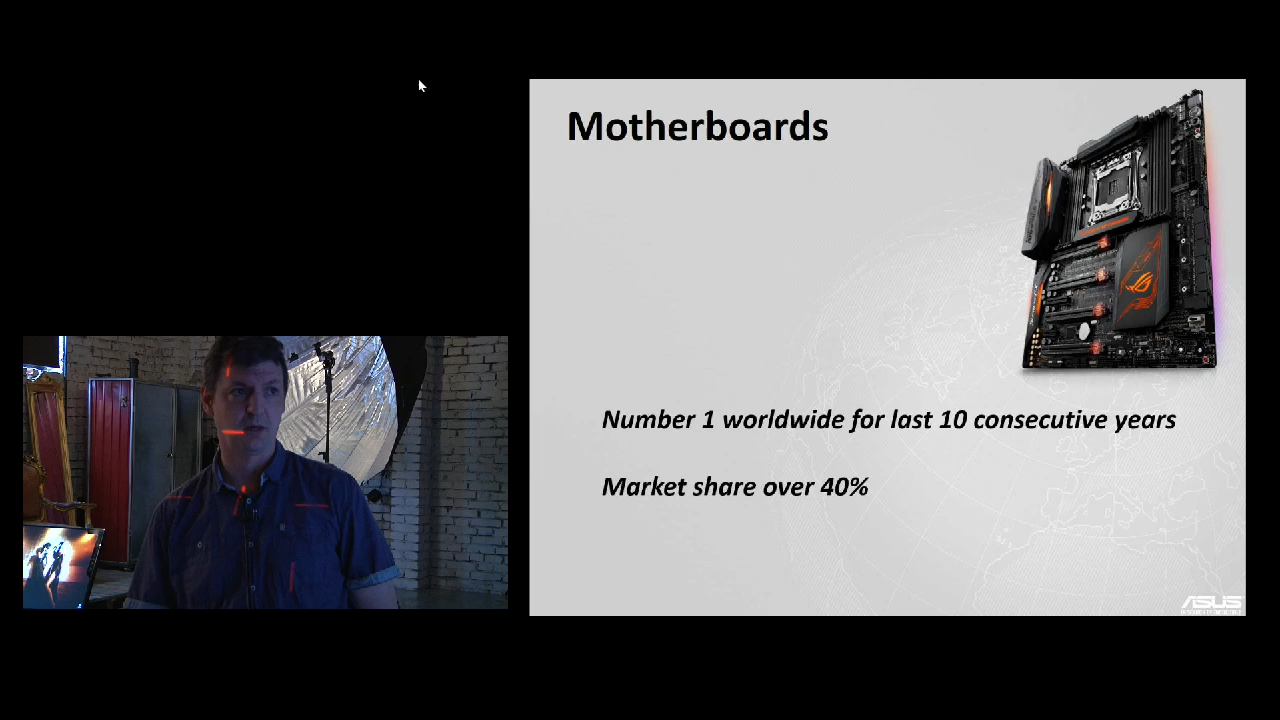 Motherboards
Number 1 worldwide for last 10 consecutive years
Market share over 40%
ASUS